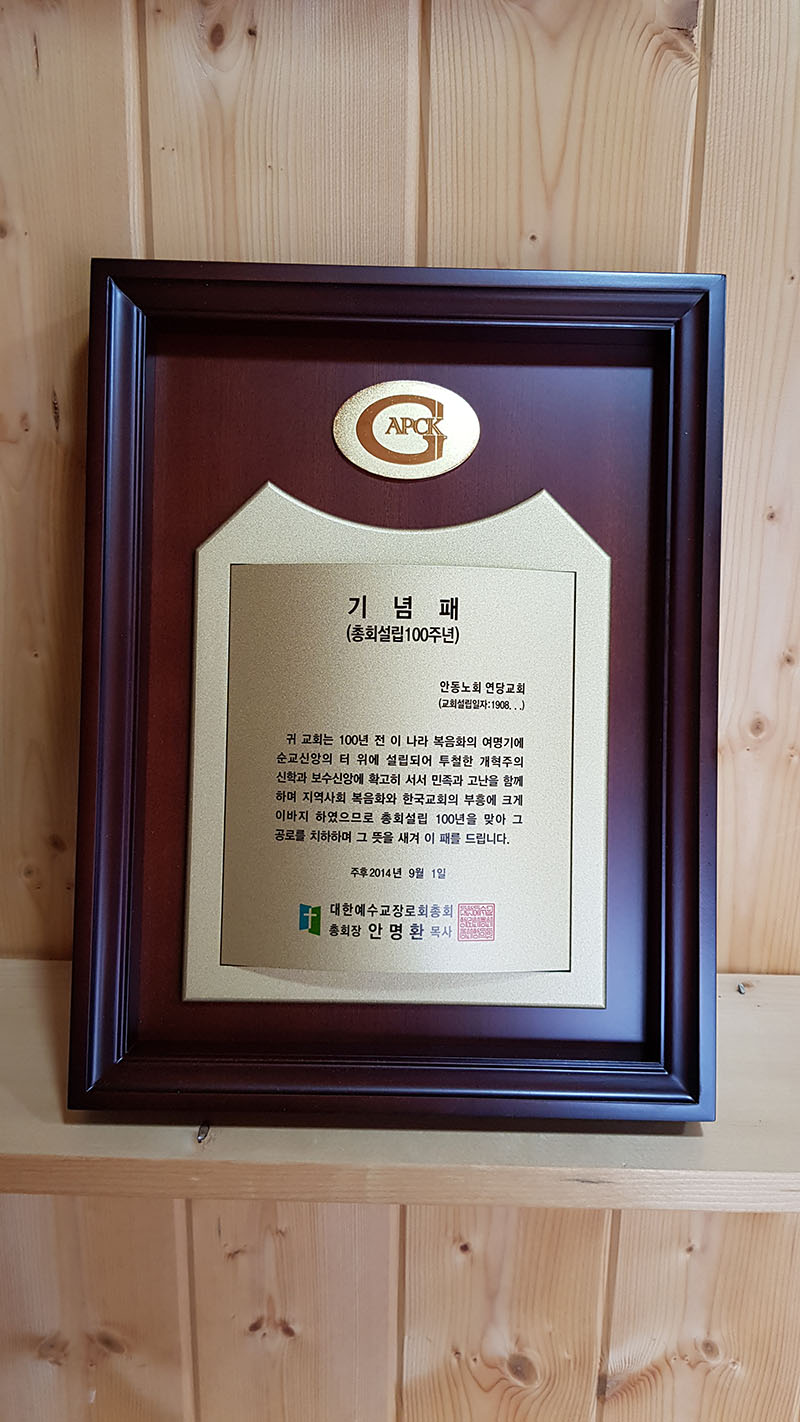 GAPCK
기 념 패
(총회설립100주년)
안동노회 연당교회
(교회설립일자:1908. . .)
귀 교회는 100년 전 이 나라 복음화의 여명기에
순교신앙의 터 위에 설립되어 투철한 개혁주의
신학과 보수신앙에 확고히 서서 민족과 고난을 함께
하며 지역사회 복음화와 한국교회의 부흥에 크게
이바지 하였으므로 총회설립 100년을 맞아 그
공로를 치하하며 그 뜻을 새겨 이 패를 드립니다.
주후2014년 9월 1일
대한예수교장로회총회
총회장 안명환 목사